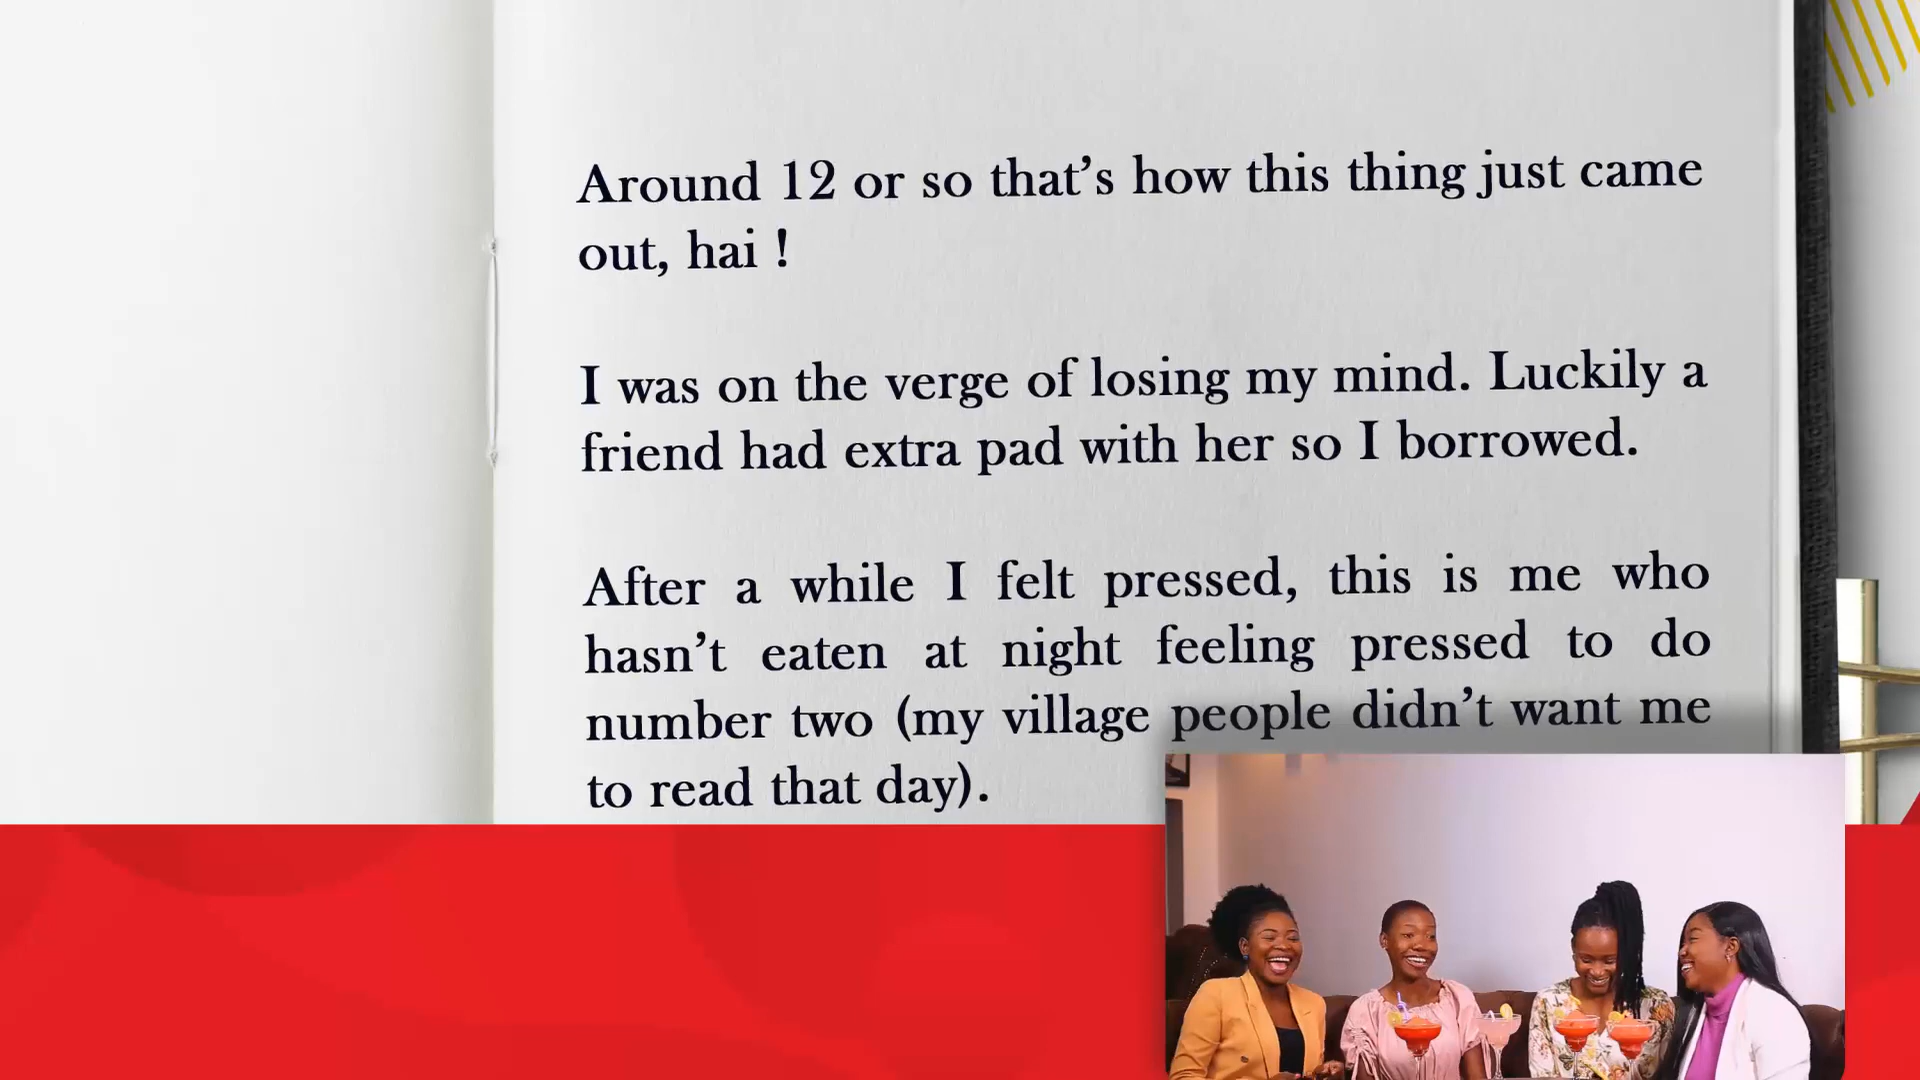 Around 12 or so that’s how this thing just came
out, hai !
I was on the verge of losing my mind. Luckily a
friend had extra pad with her so I borrowed.
After a while I felt pressed, this is me who
hasn’t eaten at night feeling pressed to do
number two (my village people didn’t want me
to read that day).